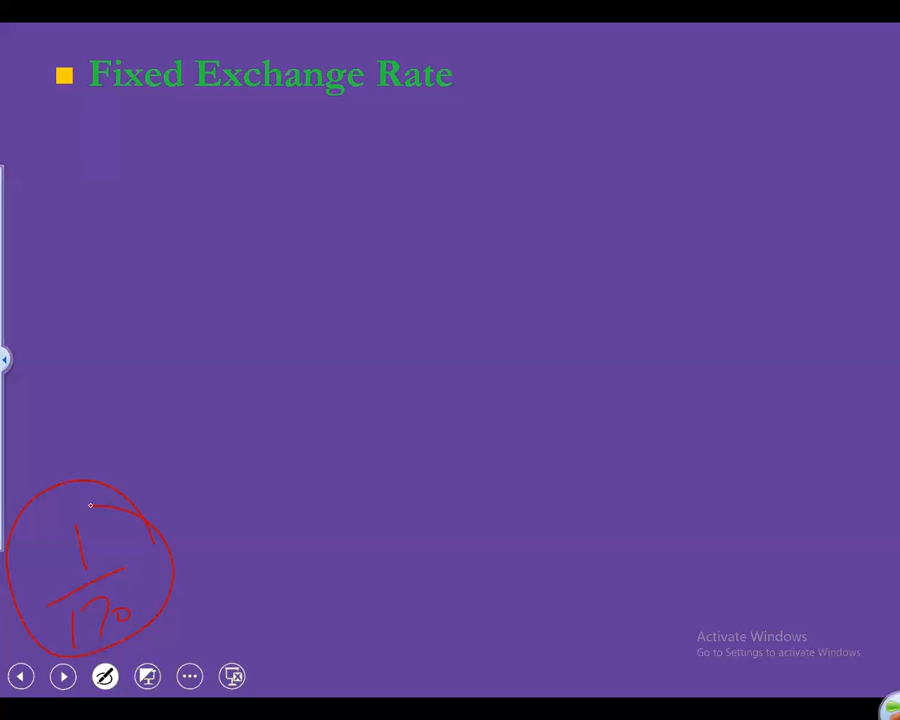 Fixed Exchange Rate
1
170
Activate Windows
Go to Settings to activate Windows.